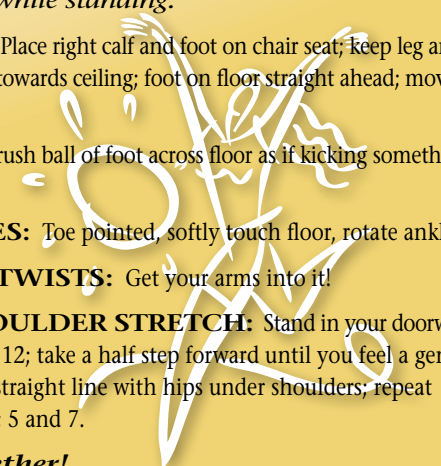 while standing.
Place right calf and foot on chair seat; keep leg a
towards ceiling; foot on floor straight ahead; mov
rush ball of foot across floor as if kicking someth
ES: Toe pointed, softly touch floor, rotate ankl
TWISTS: Get your arms into it!
OULDER STRETCH: Stand in your doorw
12; take a half step forward until you feel a gen
straight line with hips under shoulders; repeat
5 and 7.
ether!